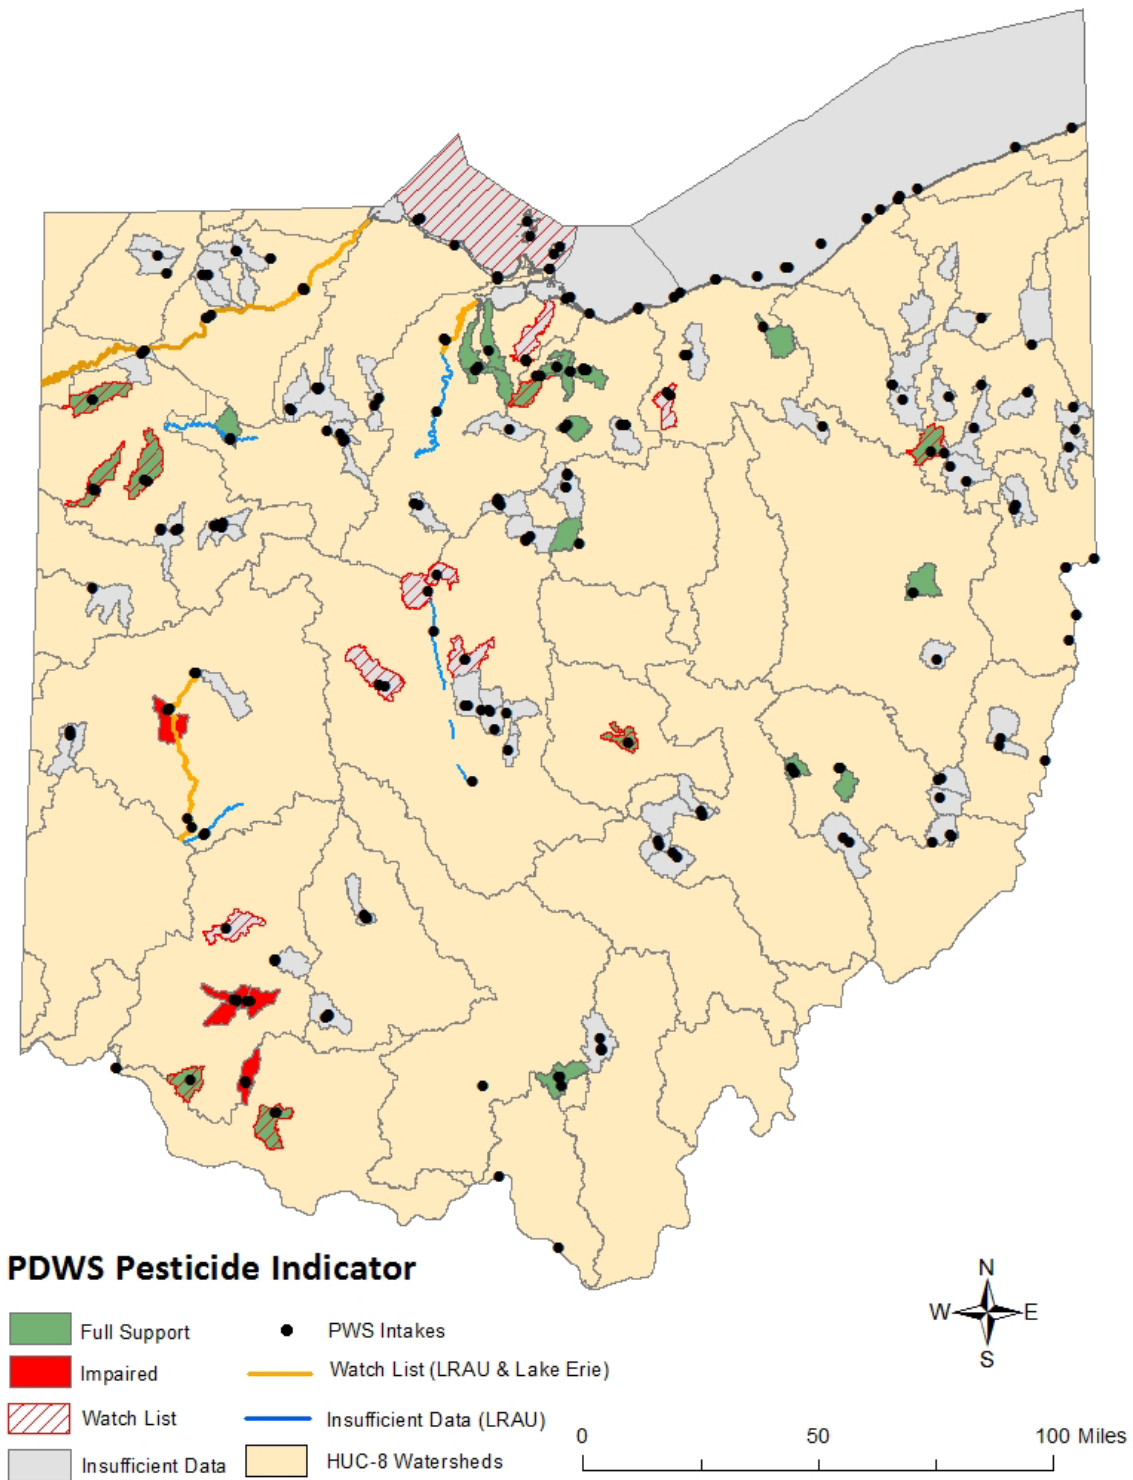 PDWS Pesticide Indicator
Full Support
Impaired
Watch List
Insufficient Data
PWS Intakes
Watch List (LRAU & Lake Erie)
Insufficient Data (LRAU)
HUC-8 Watersheds
N
W E
S
0 50 100 Miles